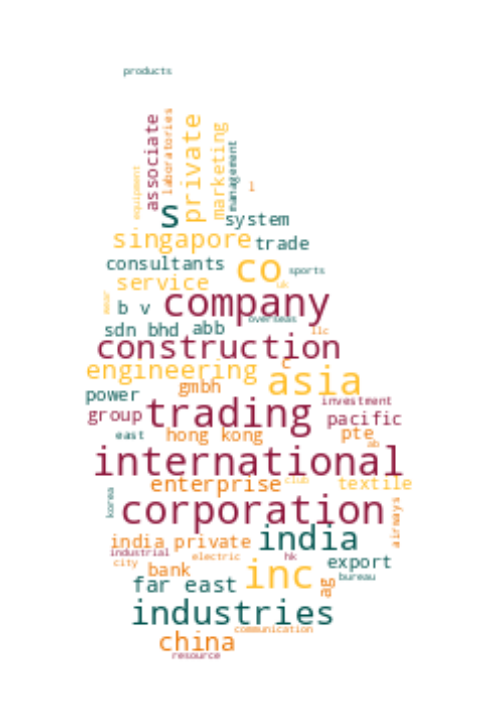 products
associate
laboratories
private
marketing
management
equipment
l
s
system
singapore
trade
consultants
co
sports
service
uk
b v
company
overseas
sdn bhd
abb
llc
construction
c
engineering
asia
gmbh
power
investment
group
trading
pacific
east
hong kong
pte
ab
international
enterprise
club
textile
korea
corporation
airways
india private
india
industrial
electric
hk
export
city
bank
inc
bureau
far east
ag
industries
communication
china
resource